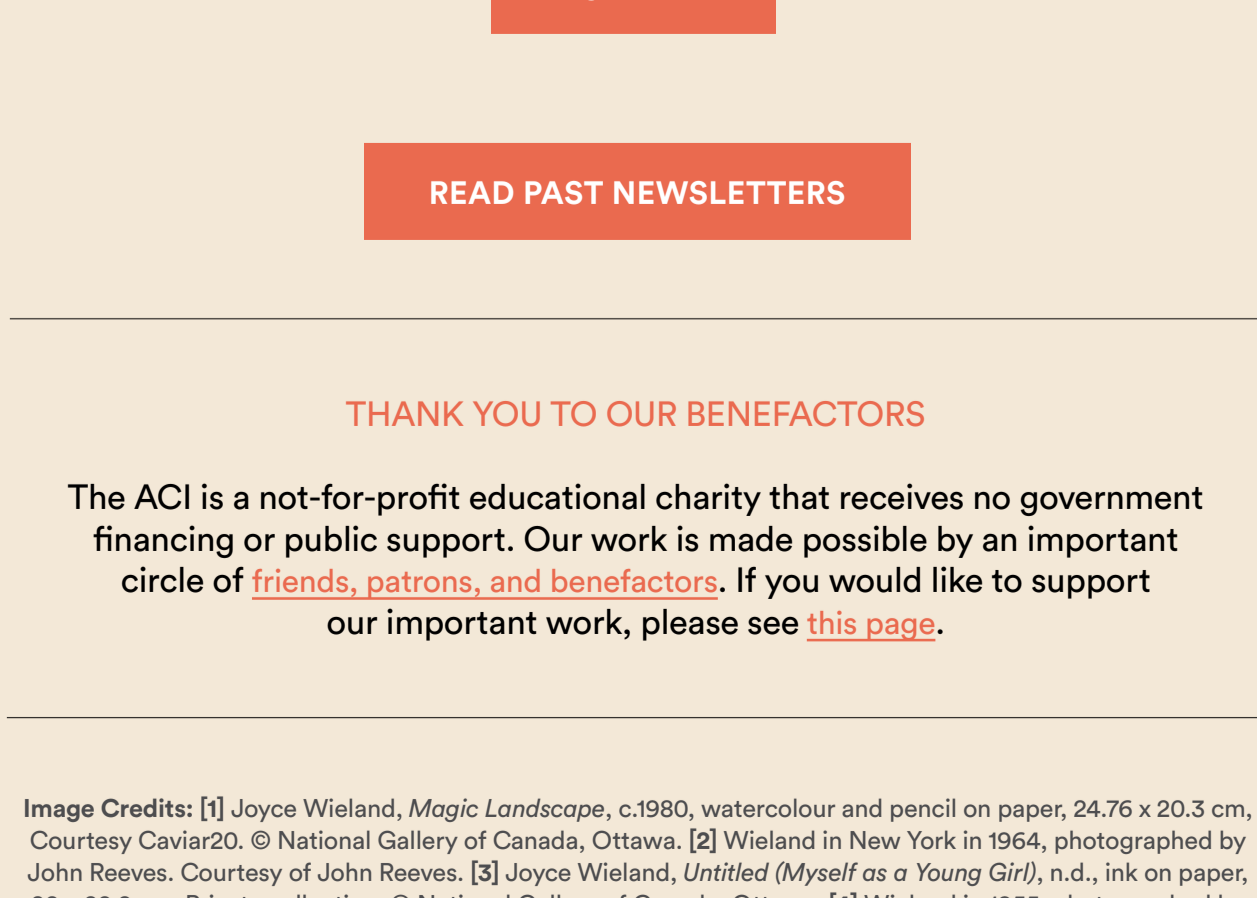 READ PAST NEWSLETTERS
THANK YOU TO OUR BENEFACTORS
The ACI is a not-for-profit educational charity that receives no government
financing or public support. Our work is made possible by an important
circle of friends, patrons, and benefactors. If you would like to support
our important work, please see this page.
Image Credits: [1] Joyce Wieland, Magic Landscape, c.1980, watercolour and pencil on paper, 24.76 x 20.3 cm,
Courtesy Caviar20. © National Gallery of Canada, Ottawa. [2] Wieland in New York in 1964, photographed by
John Reeves. Courtesy of John Reeves. [3] Joyce Wieland, Untitled (Myself as a Young Girl), n.d., ink on paper,